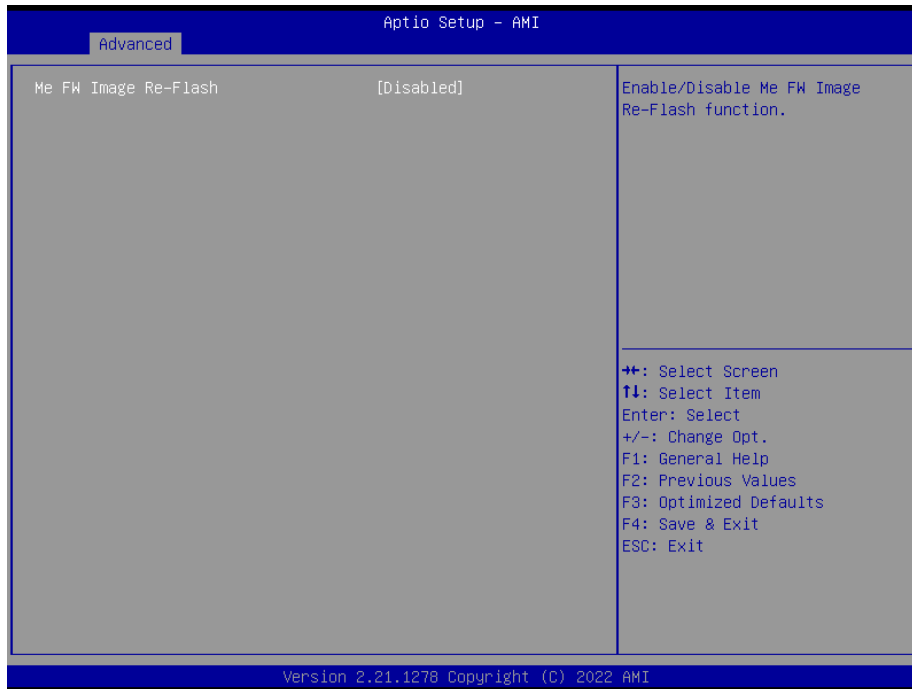 Aptio Setup – AMI
Advanced
Me FW Image Re–Flash [Disabled]
Enable/Disable Me FW Image
Re–Flash function.
→←: Select Screen
↑↓: Select Item
Enter: Select
+/–: Change Opt.
F1: General Help
F2: Previous Values
F3: Optimized Defaults
F4: Save & Exit
ESC: Exit
Version 2.21.1278 Copyright (C) 2022 AMI